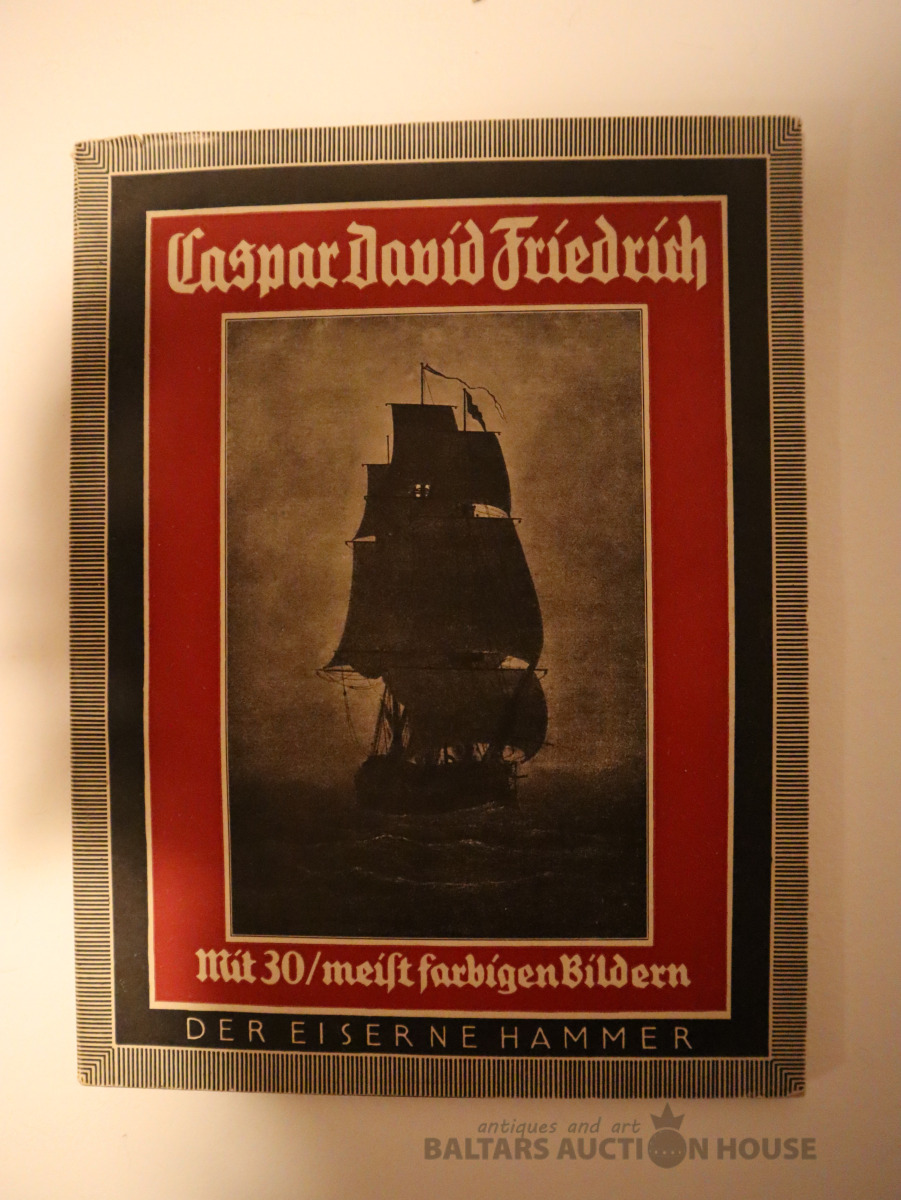 Caspar David Friedrich
Mit 30/meiſt farbigen Bildern
DER EISERNE HAMMER
antiques and art
BALTARS AUCTION HOUSE